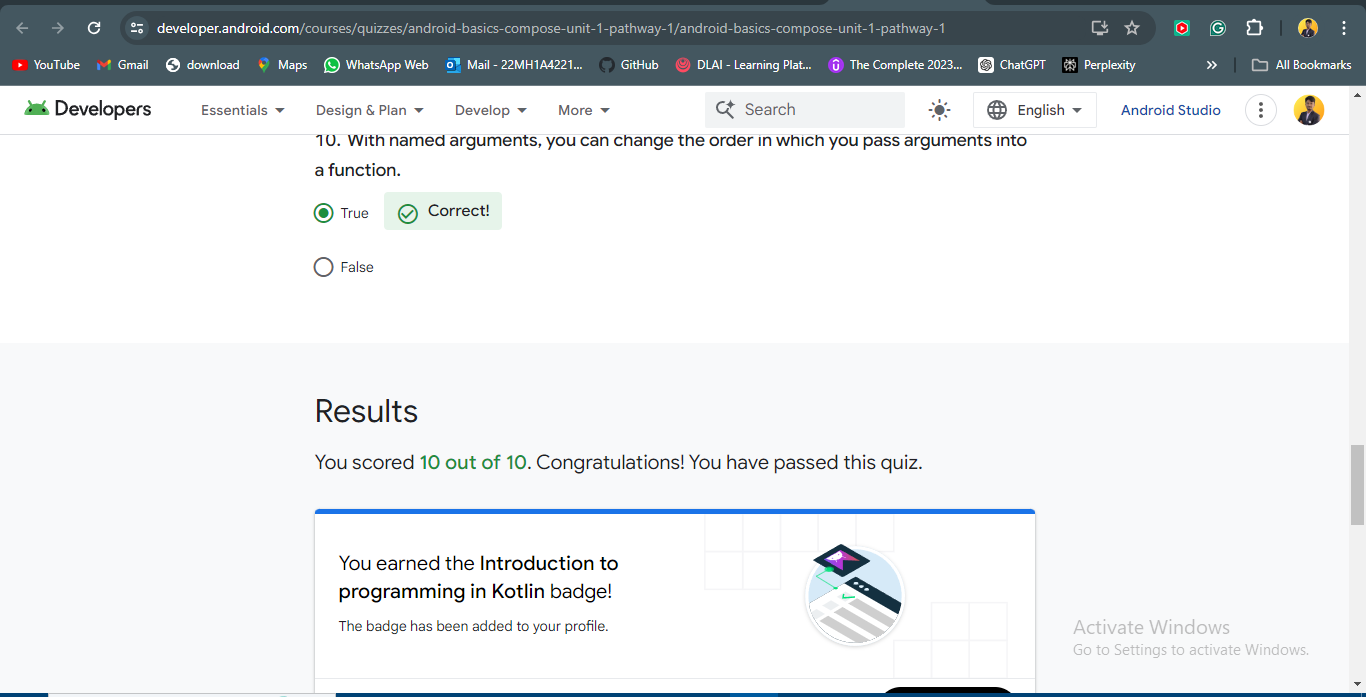 developer.android.com/courses/quizzes/android-basics-compose-unit-1-pathway-1/android-basics-compose-unit-1-pathway-1
YouTube Gmail download Maps WhatsApp Web Mail - 22MH1A4221... GitHub DLAI - Learning Plat... The Complete 2023... ChatGPT Perplexity » All Bookmarks
Developers Essentials Design & Plan Develop More Search English Android Studio
10. With named arguments, you can change the order in which you pass arguments into
a function.
True Correct!
False
Results
You scored 10 out of 10. Congratulations! You have passed this quiz.
You earned the Introduction to
programming in Kotlin badge!
The badge has been added to your profile.
Activate Windows
Go to Settings to activate Windows.